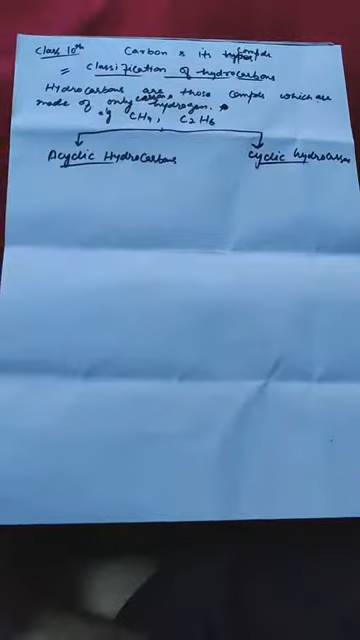 Class 10th Carbon & its compds
= Classification of hydrocarbons
Hydrocarbons are those compds which are
made of only carbon & hydrogen.
eg CH4, C2H6
Acyclic Hydrocarbons cyclic hydrocarbons